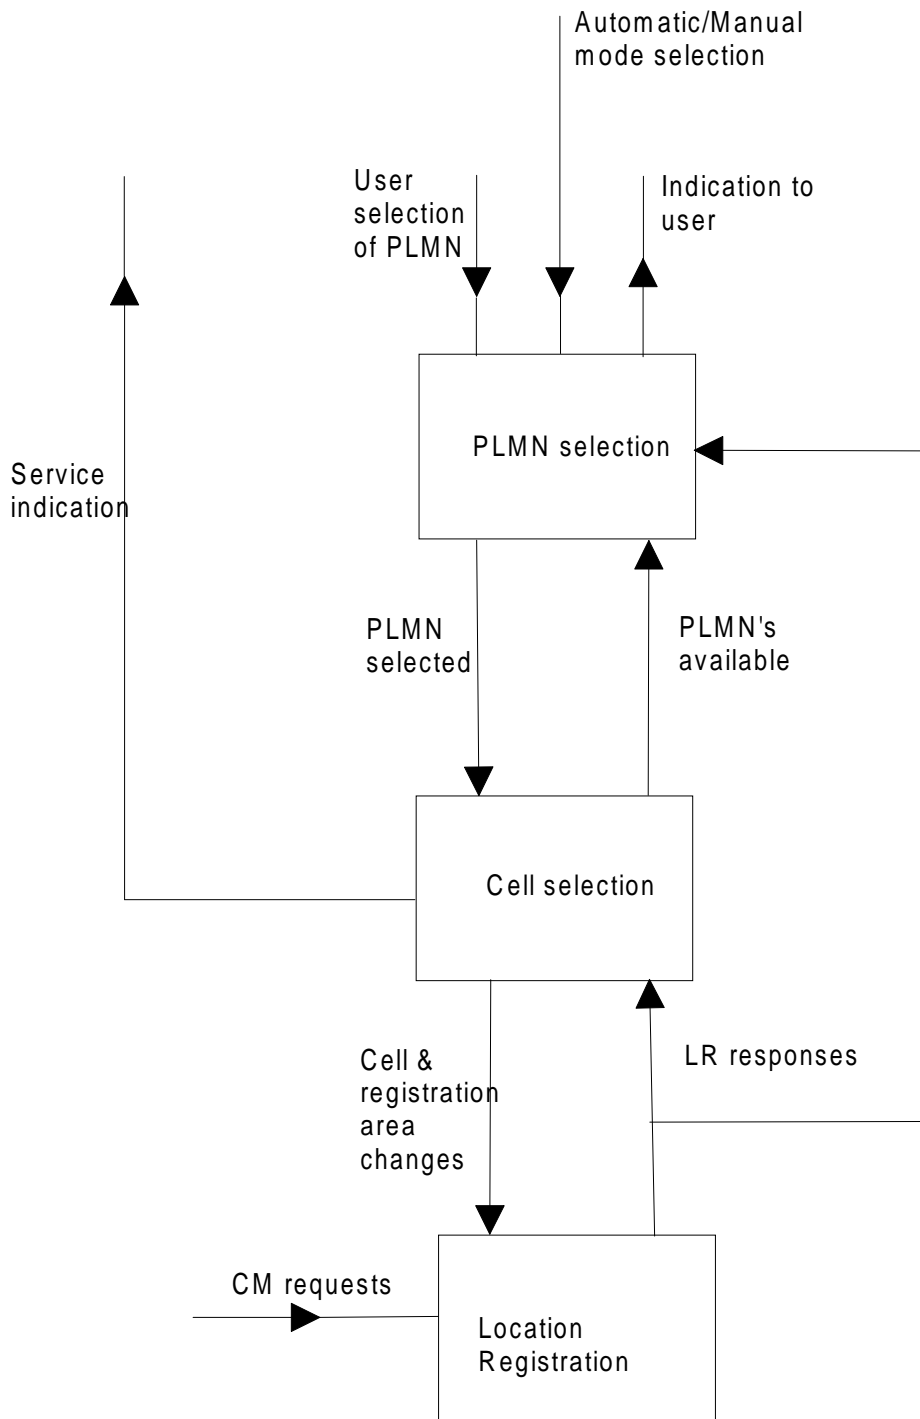 Automatic/Manual
mode selection
User
selection
of PLMN
Indication to
user
PLMN selection
Service
indication
PLMN
selected
PLMN's
available
Cell selection
Cell &
registration
area
changes
LR responses
CM requests
Location
Registration